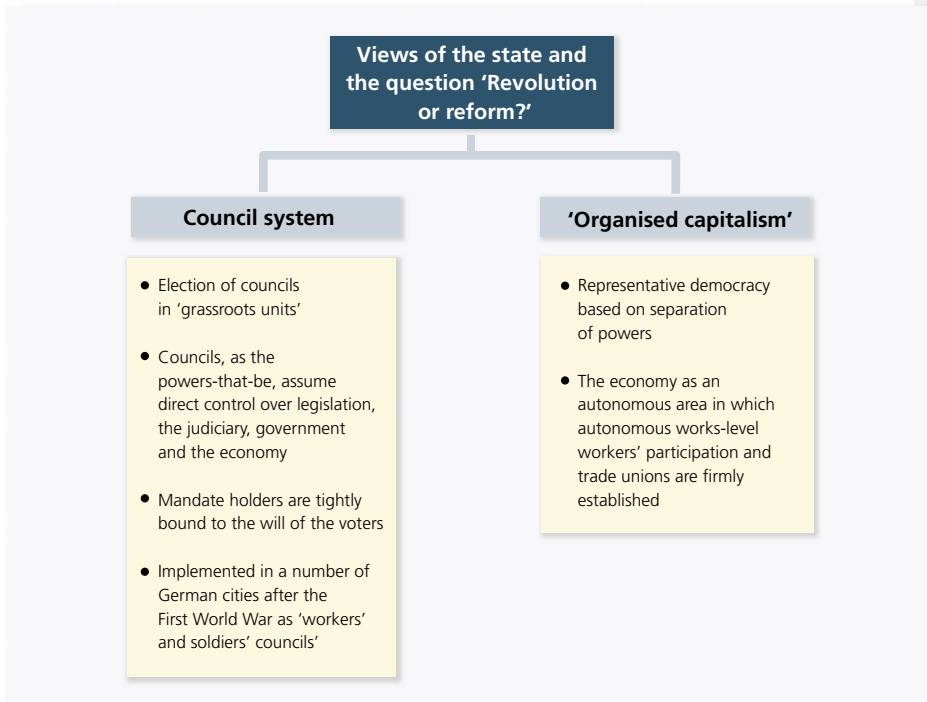 Views of the state and
the question ‘Revolution
or reform?’
Council system
• Election of councils
in ‘grassroots units’
• Councils, as the
powers-that-be, assume
direct control over legislation,
the judiciary, government
and the economy
• Mandate holders are tightly
bound to the will of the voters
• Implemented in a number of
German cities after the
First World War as ‘workers’
and soldiers’ councils’
‘Organised capitalism’
• Representative democracy
based on separation
of powers
• The economy as an
autonomous area in which
autonomous works-level
workers’ participation and
trade unions are firmly
established